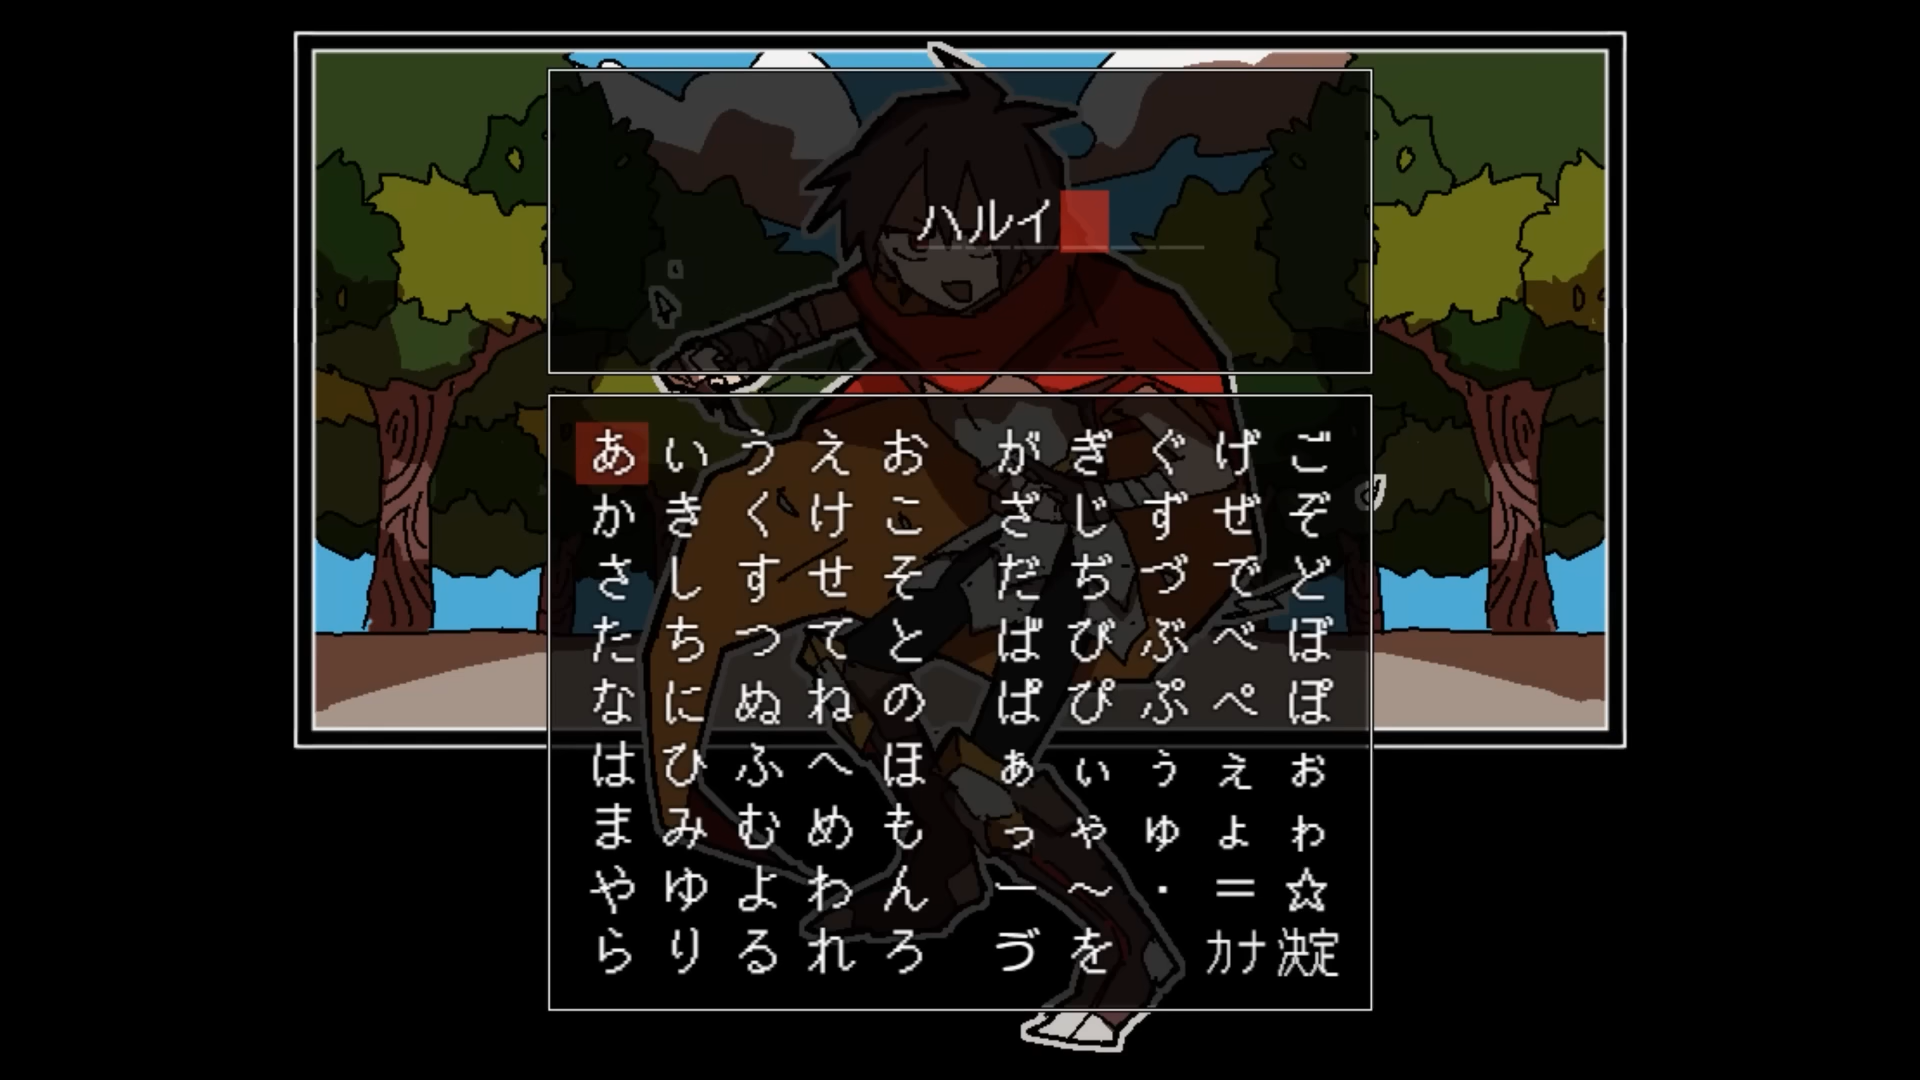 ハルイ
あ い う え お が ぎ ぐ げ ご
か き く け こ ざ じ ず ぜ ぞ
さ し す せ そ だ ぢ づ で ど
た ち つ て と ば び ぶ べ ぼ
な に ぬ ね の ぱ ぴ ぷ ぺ ぽ
は ひ ふ へ ほ ぁ ぃ ぅ ぇ ぉ
ま み む め も っ ゃ ゅ ょ ゎ
や ゆ よ わ ん ー ～ ・ ＝ ☆
ら り る れ ろ ゔ を カナ 決定